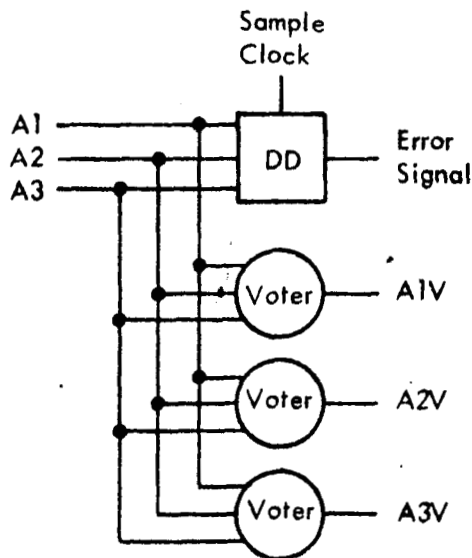 Sample
Clock
A1
A2
A3
DD
Error
Signal
Voter
A1V
Voter
A2V
Voter
A3V